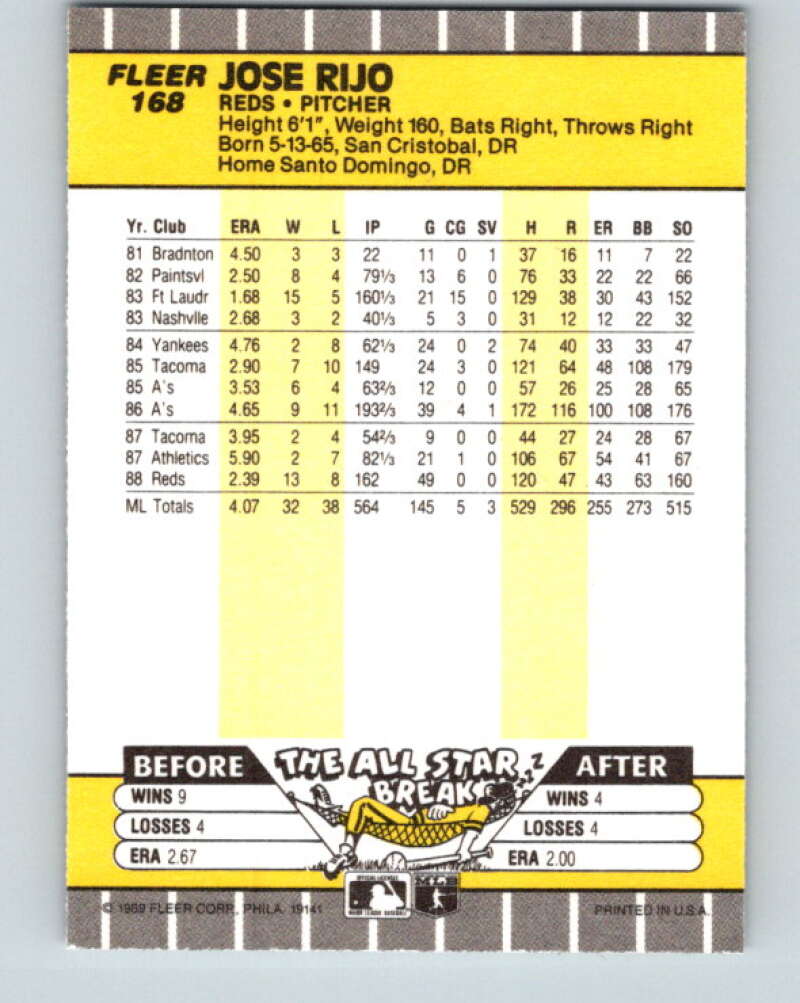 FLEER JOSE RIJO
168 REDS • PITCHER
Height 6'1", Weight 160, Bats Right, Throws Right
Born 5-13-65, San Cristobal, DR
Home Santo Domingo, DR
Yr. Club ERA W L IP G CG SV H R ER BB SO
81 Bradnton 4.50 3 3 22 11 0 1 37 16 11 7 22
82 Paintsvl 2.50 8 4 79⅓ 13 6 0 76 33 22 22 66
83 Ft Laudr 1.68 15 5 160⅓ 21 15 0 129 38 30 43 152
83 Nashvlle 2.68 3 2 40⅓ 5 3 0 31 12 12 22 32
84 Yankees 4.76 2 8 62⅓ 24 0 2 74 40 33 33 47
85 Tacoma 2.90 7 10 149 24 3 0 121 64 48 108 179
85 A's 3.53 6 4 63⅔ 12 0 0 57 26 25 28 65
86 A's 4.65 9 11 193⅔ 39 4 1 172 116 100 108 176
87 Tacoma 3.95 2 4 54⅔ 9 0 0 44 27 24 28 67
87 Athletics 5.90 2 7 82⅓ 21 1 0 106 67 54 41 67
88 Reds 2.39 13 8 162 49 0 0 120 47 43 63 160
ML Totals 4.07 32 38 564 145 5 3 529 296 255 273 515
BEFORE THE ALL STAR BREAK ZZZ AFTER
WINS 9 WINS 4
LOSSES 4 LOSSES 4
ERA 2.67 ERA 2.00
OFFICIAL LICENSEE
MAJOR LEAGUE BASEBALL
© 1989 FLEER CORP., PHILA. 19141 PRINTED IN U.S.A.